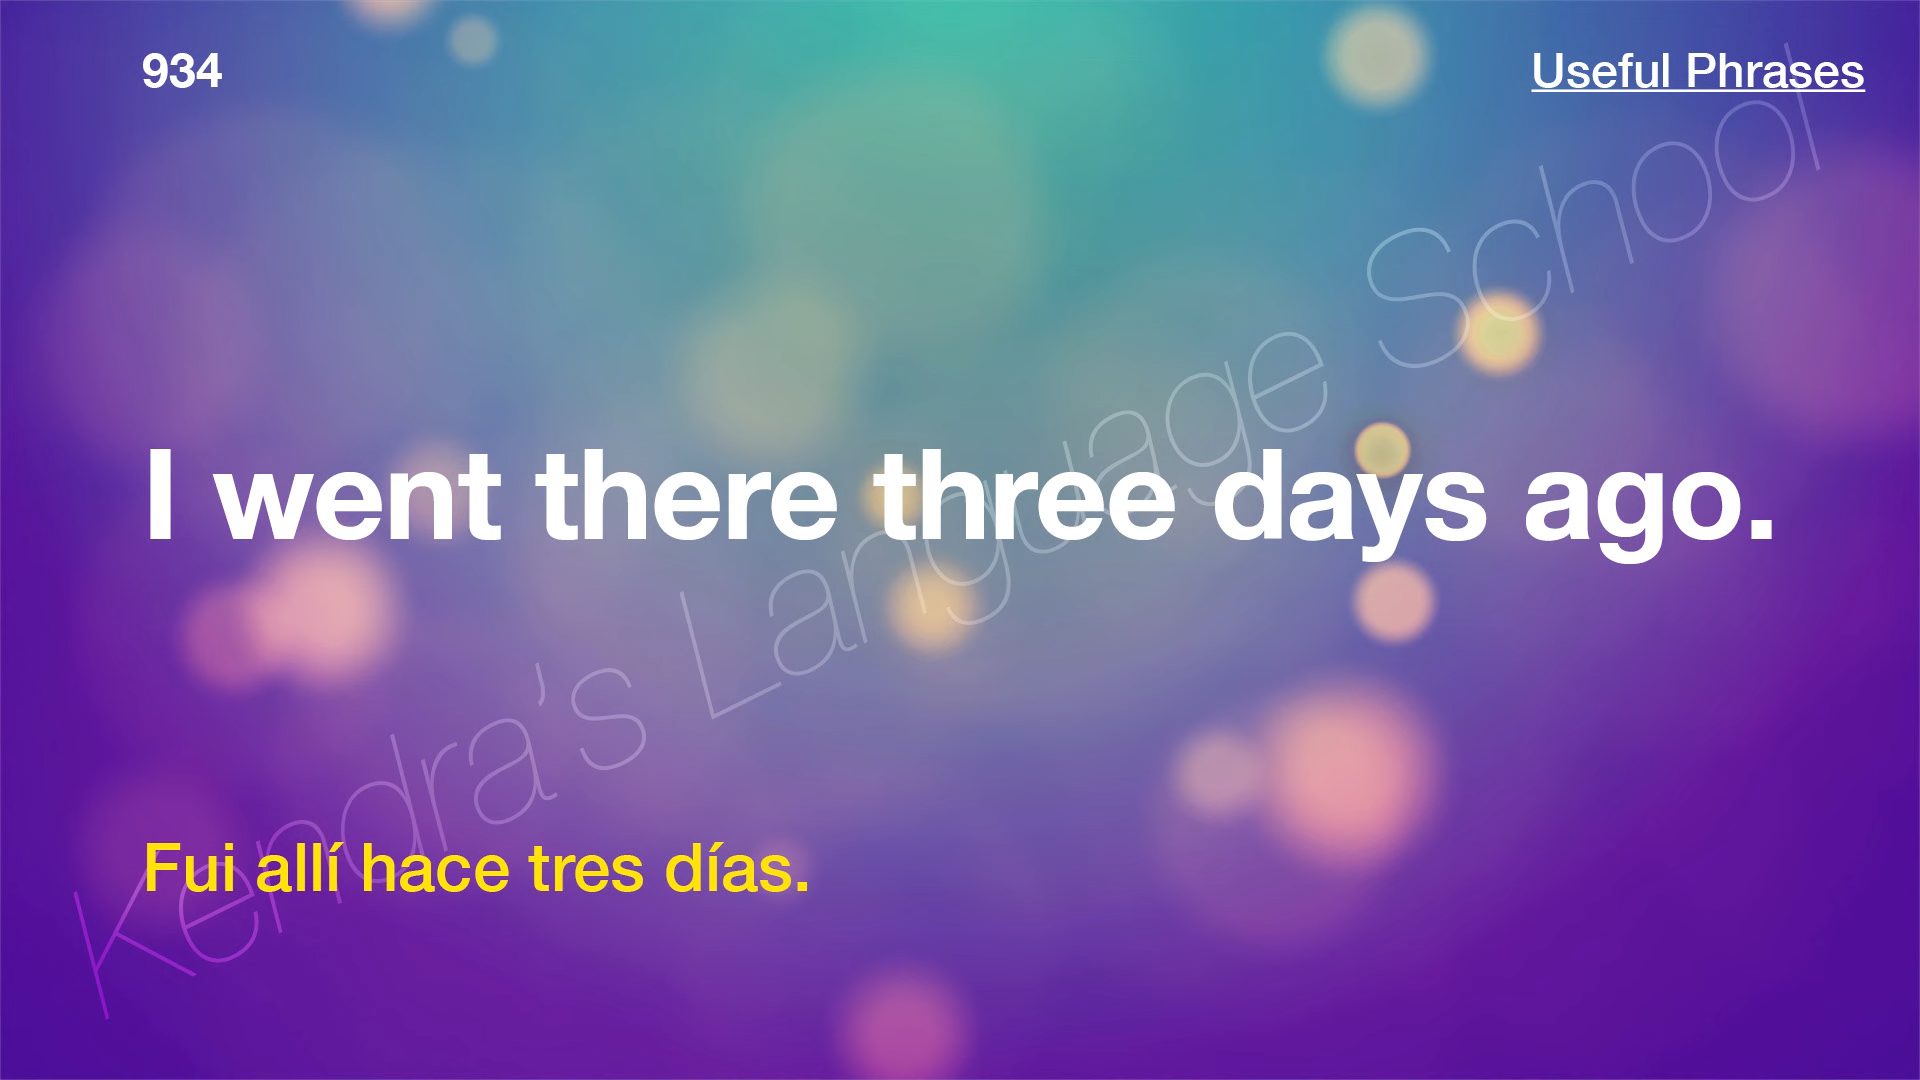 934
Useful Phrases
I went there three days ago.
Fui allí hace tres días.
Kendra’s Language School